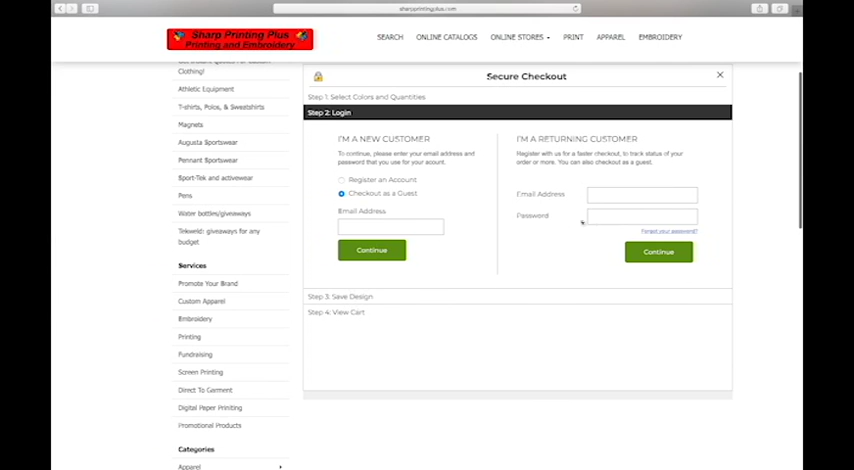 sharpprintingplus.com
Sharp Printing Plus
Printing and Embroidery
SEARCH
ONLINE CATALOGS
ONLINE STORES
PRINT
APPAREL
EMBROIDERY
Clothing!
Athletic Equipment
T-shirts, Polos, & Sweatshirts
Magnets
Augusta Sportswear
Pennant Sportswear
Sport-Tek and activewear
Pens
Water bottles/giveaways
Tekweld: giveaways for any
budget
Services
Promote Your Brand
Custom Apparel
Embroidery
Printing
Fundraising
Screen Printing
Direct To Garment
Digital Paper Printing
Promotional Products
Categories
Apparel
Secure Checkout
Step 1: Select Colors and Quantities
Step 2: Login
I'M A NEW CUSTOMER
To continue, please enter your email address and
password that you use for your account.
Register an Account
Checkout as a Guest
Email Address
Continue
I'M A RETURNING CUSTOMER
Register with us for a faster checkout, to track status of your
order or more. You can also checkout as a guest.
Email Address
Password
Forgot your password?
Continue
Step 3: Save Design
Step 4: View Cart